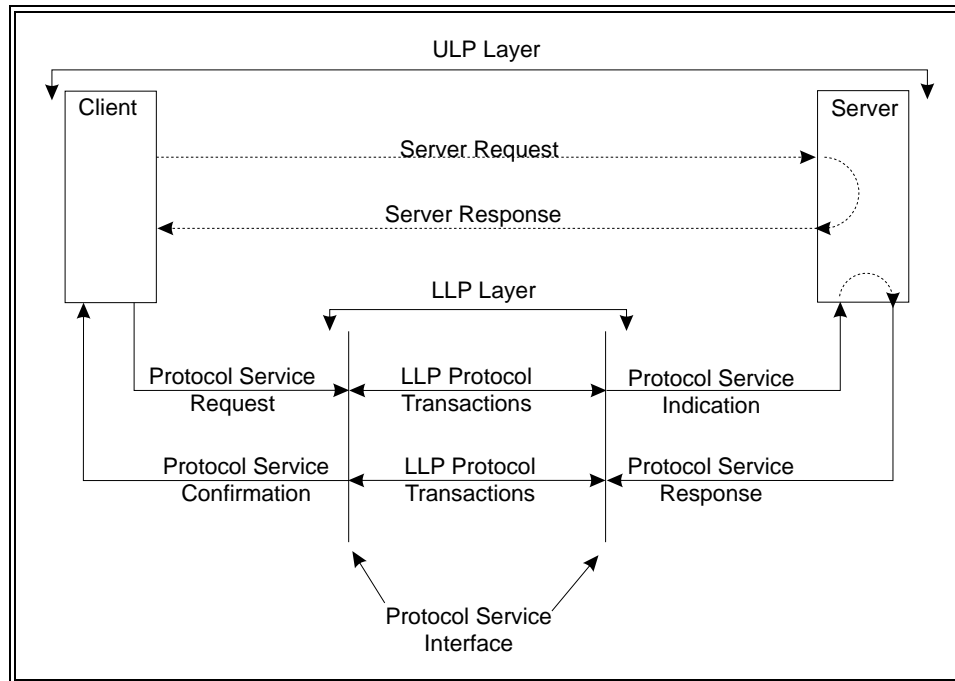 ULP Layer
Client
Server
Server Request
Server Response
LLP Layer
Protocol Service
Request
LLP Protocol
Transactions
Protocol Service
Indication
Protocol Service
Confirmation
LLP Protocol
Transactions
Protocol Service
Response
Protocol Service
Interface